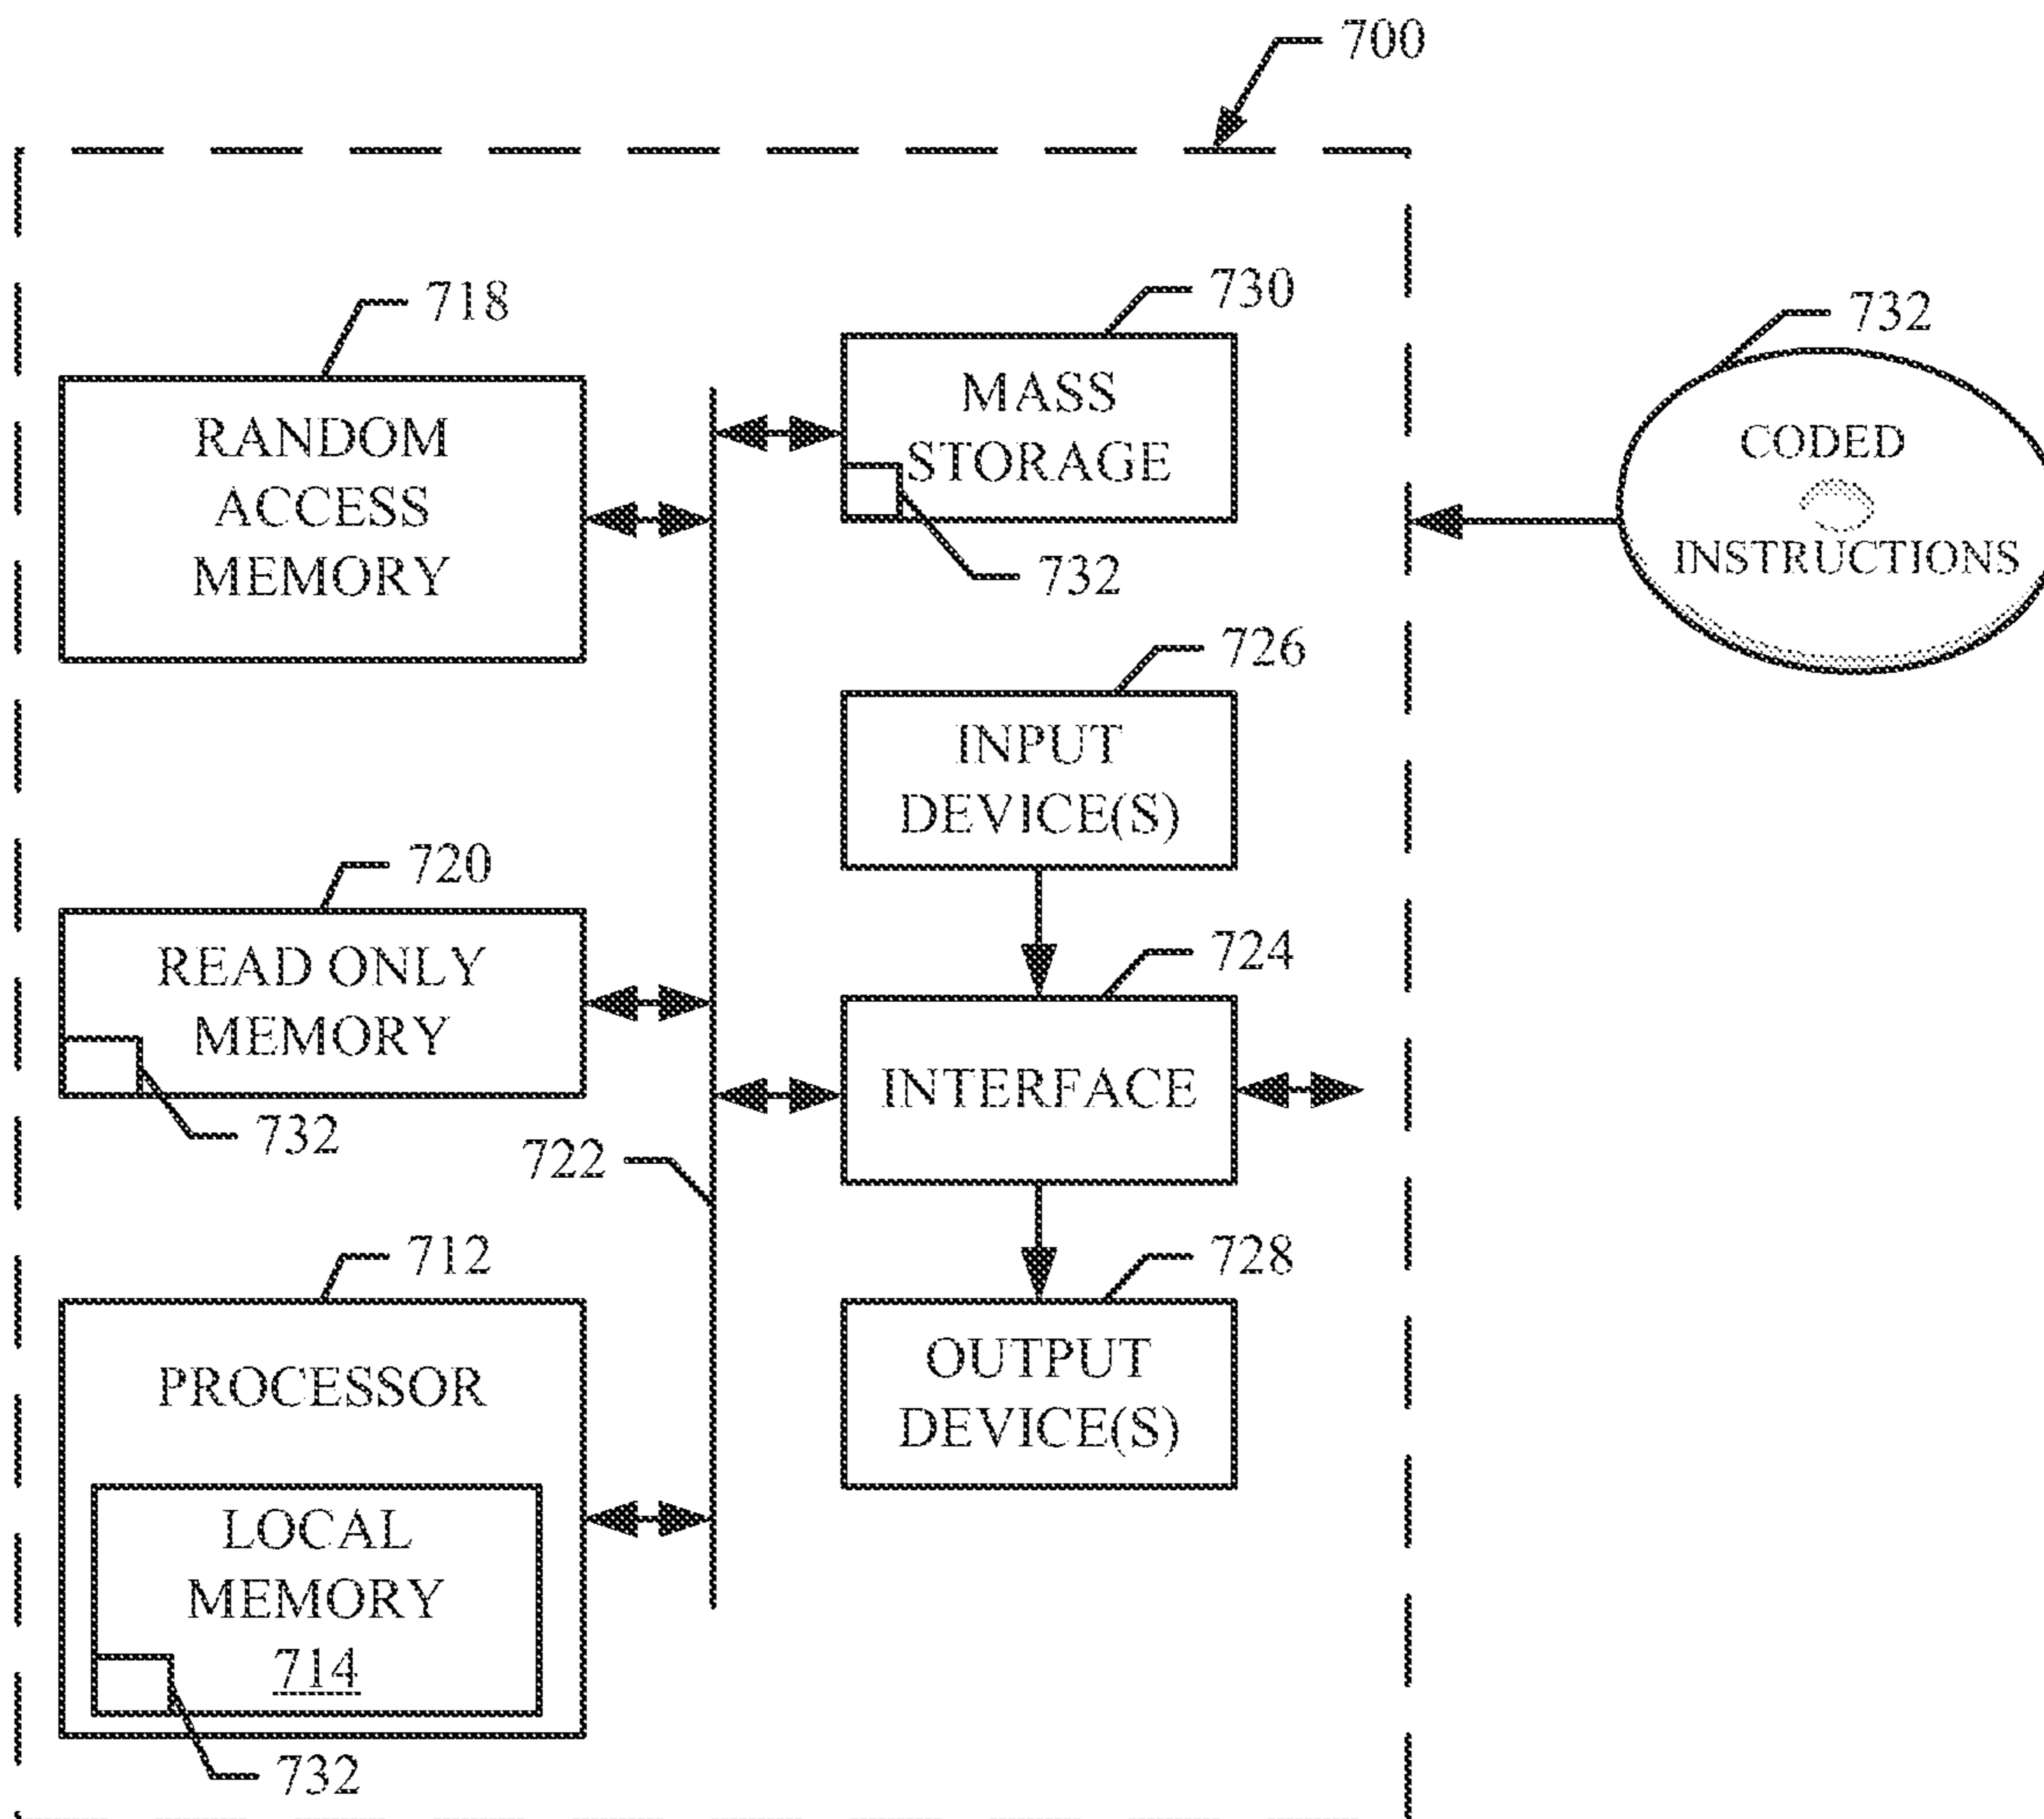 700
718
RANDOM
ACCESS
MEMORY
730
MASS
STORAGE
732
732
CODED
INSTRUCTIONS
726
INPUT
DEVICE(S)
720
READ ONLY
MEMORY
732
724
INTERFACE
722
712
PROCESSOR
LOCAL
MEMORY
714
732
728
OUTPUT
DEVICE(S)